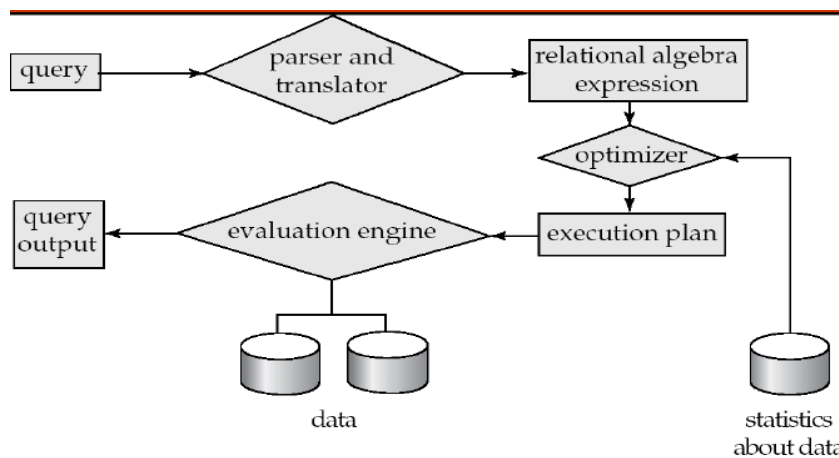 query
parser and
translator
relational algebra
expression
optimizer
query
output
evaluation engine
execution plan
data
statistics
about data